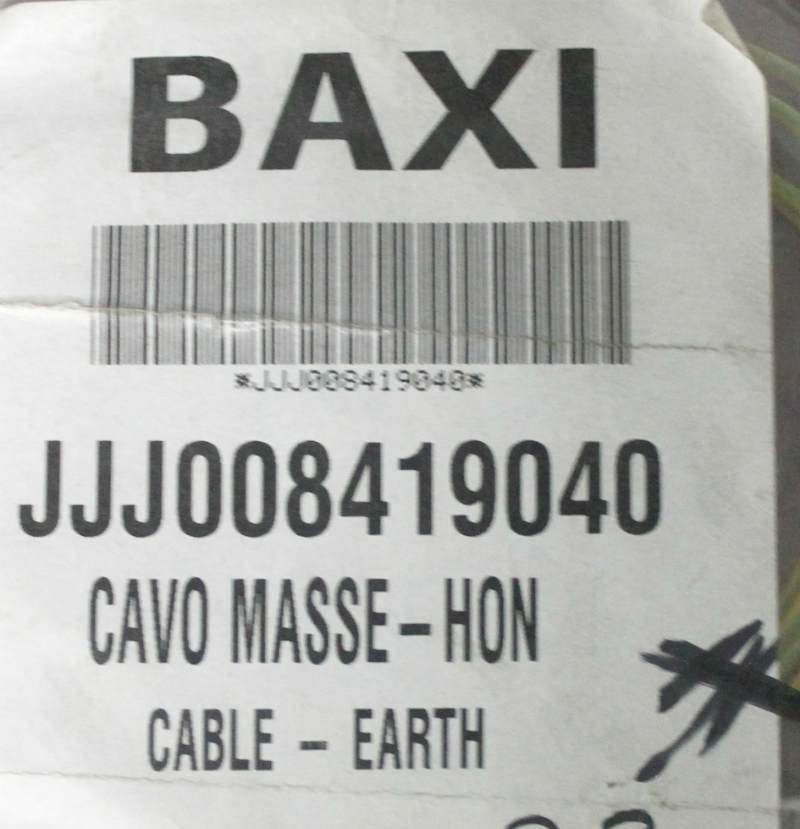 BAXI
*JJJ008419040*
JJJ008419040
CAVO MASSE-HON
CABLE - EARTH